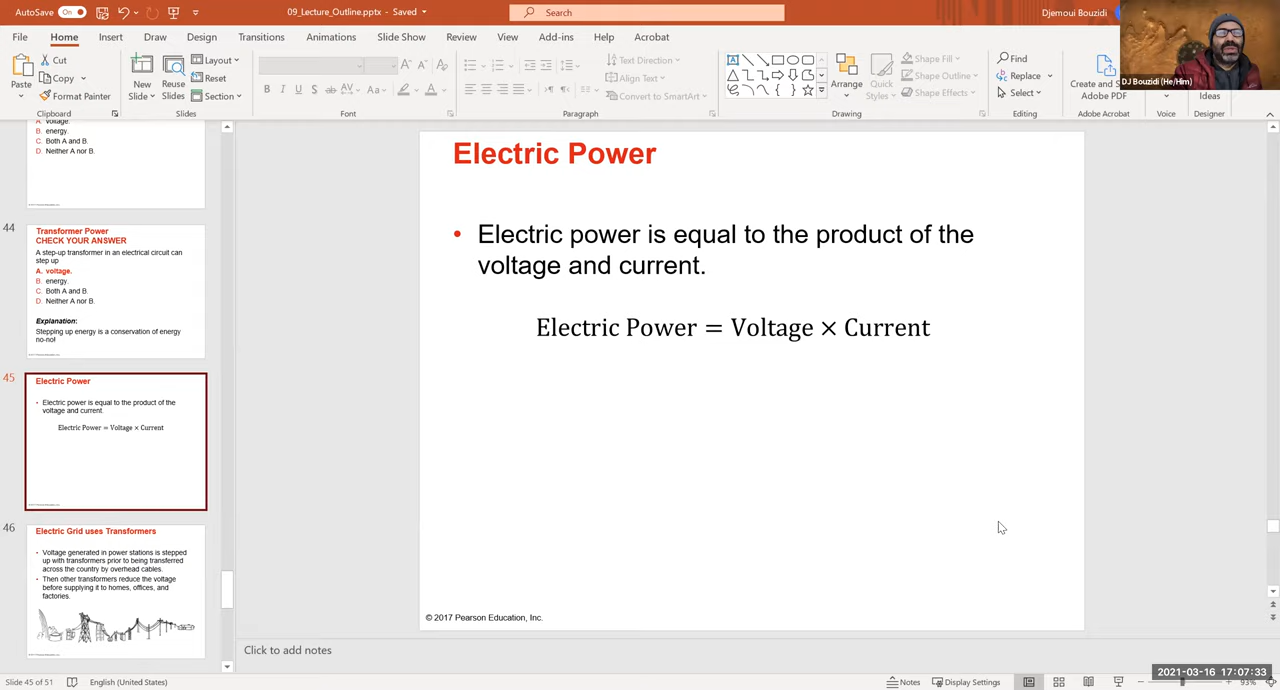 AutoSave On 09_Lecture_Outline.pptx - Saved Search Djemoui Bouzidi
File Home Insert Draw Design Transitions Animations Slide Show Review View Add-ins Help Acrobat
DJ Bouzidi (He/Him)
Paste
Cut
Copy
Format Painter
Clipboard
New
Slide
Reuse
Slides
Layout
Reset
Section
Slides
B I U S ab AV Aa A
Font
Text Direction
Align Text
Convert to SmartArt
Paragraph
Arrange
Quick
Styles
Shape Fill
Shape Outline
Shape Effects
Drawing
Find
Replace
Select
Editing
Create and
Adobe PDF
Adobe Acrobat
Voice
Ideas
Designer
A. voltage.
B. energy.
C. Both A and B.
D. Neither A nor B.
44
Transformer Power
CHECK YOUR ANSWER
A step-up transformer in an electrical circuit can
step up
A. voltage.
B. energy.
C. Both A and B.
D. Neither A nor B.
Explanation:
Stepping up energy is a conservation of energy
no-no!
45
Electric Power
• Electric power is equal to the product of the
voltage and current.
Electric Power = Voltage × Current
46
Electric Grid uses Transformers
• Voltage generated in power stations is stepped
up with transformers prior to being transferred
across the country by overhead cables.
• Then other transformers reduce the voltage
before supplying it to homes, offices, and
factories.
Electric Power
• Electric power is equal to the product of the
voltage and current.
Electric Power = Voltage × Current
© 2017 Pearson Education, Inc.
Click to add notes
Slide 45 of 51 English (United States) Notes Display Settings 93%
2021-03-16 17:07:33